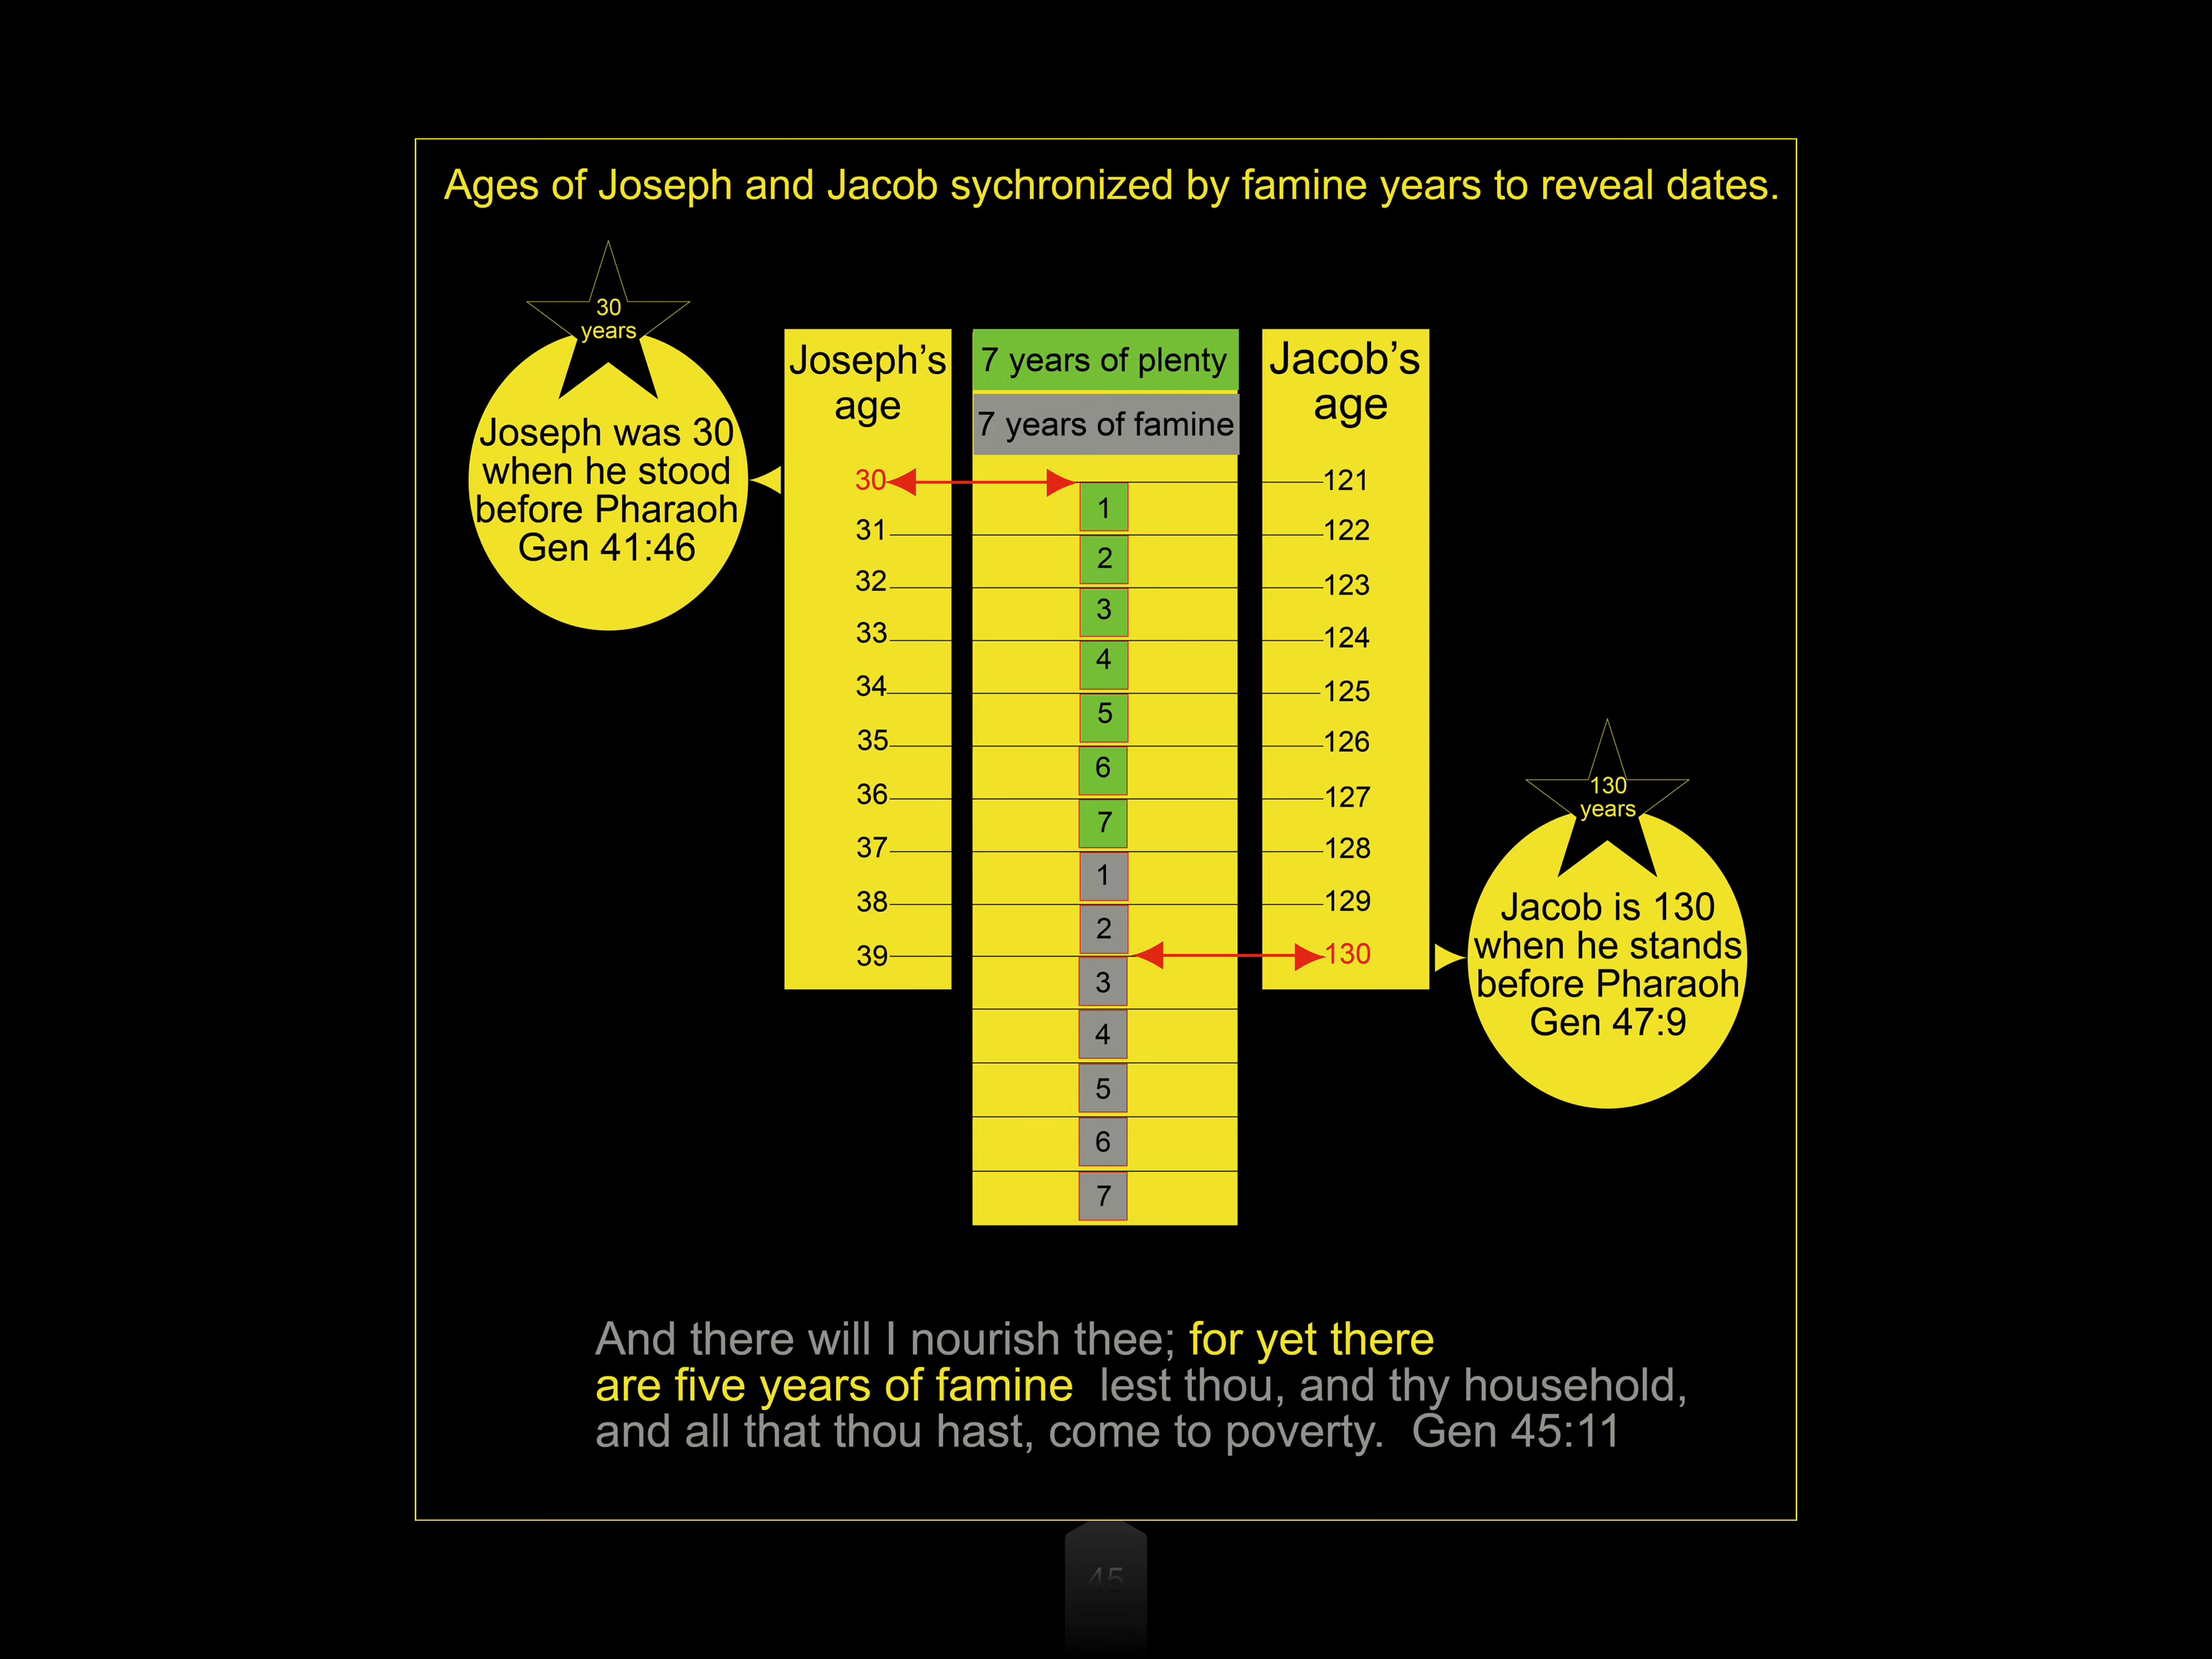 Ages of Joseph and Jacob sychronized by famine years to reveal dates.
30
years
Joseph was 30
when he stood
before Pharaoh
Gen 41:46
Joseph’s
age
30
31
32
33
34
35
36
37
38
39
7 years of plenty
7 years of famine
1
2
3
4
5
6
7
1
2
3
4
5
6
7
Jacob’s
age
121
122
123
124
125
126
127
128
129
130
130
years
Jacob is 130
when he stands
before Pharaoh
Gen 47:9
And there will I nourish thee; for yet there
are five years of famine lest thou, and thy household,
and all that thou hast, come to poverty. Gen 45:11
45